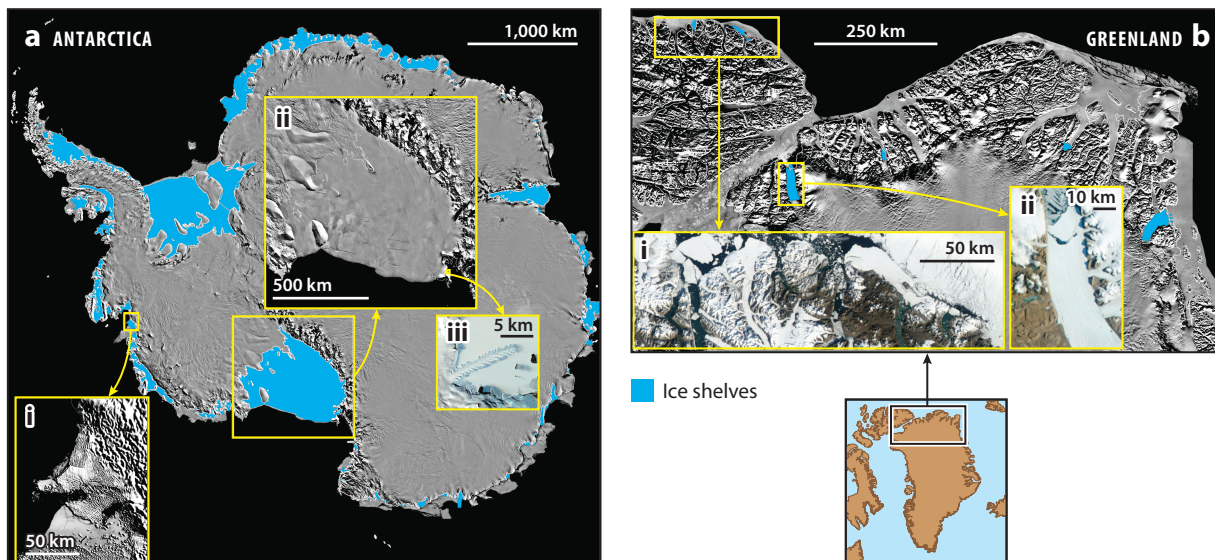 a ANTARCTICA
1,000 km
ii
500 km
iii
5 km
i
50 km
250 km
GREENLAND b
ii
10 km
i
50 km
Ice shelves